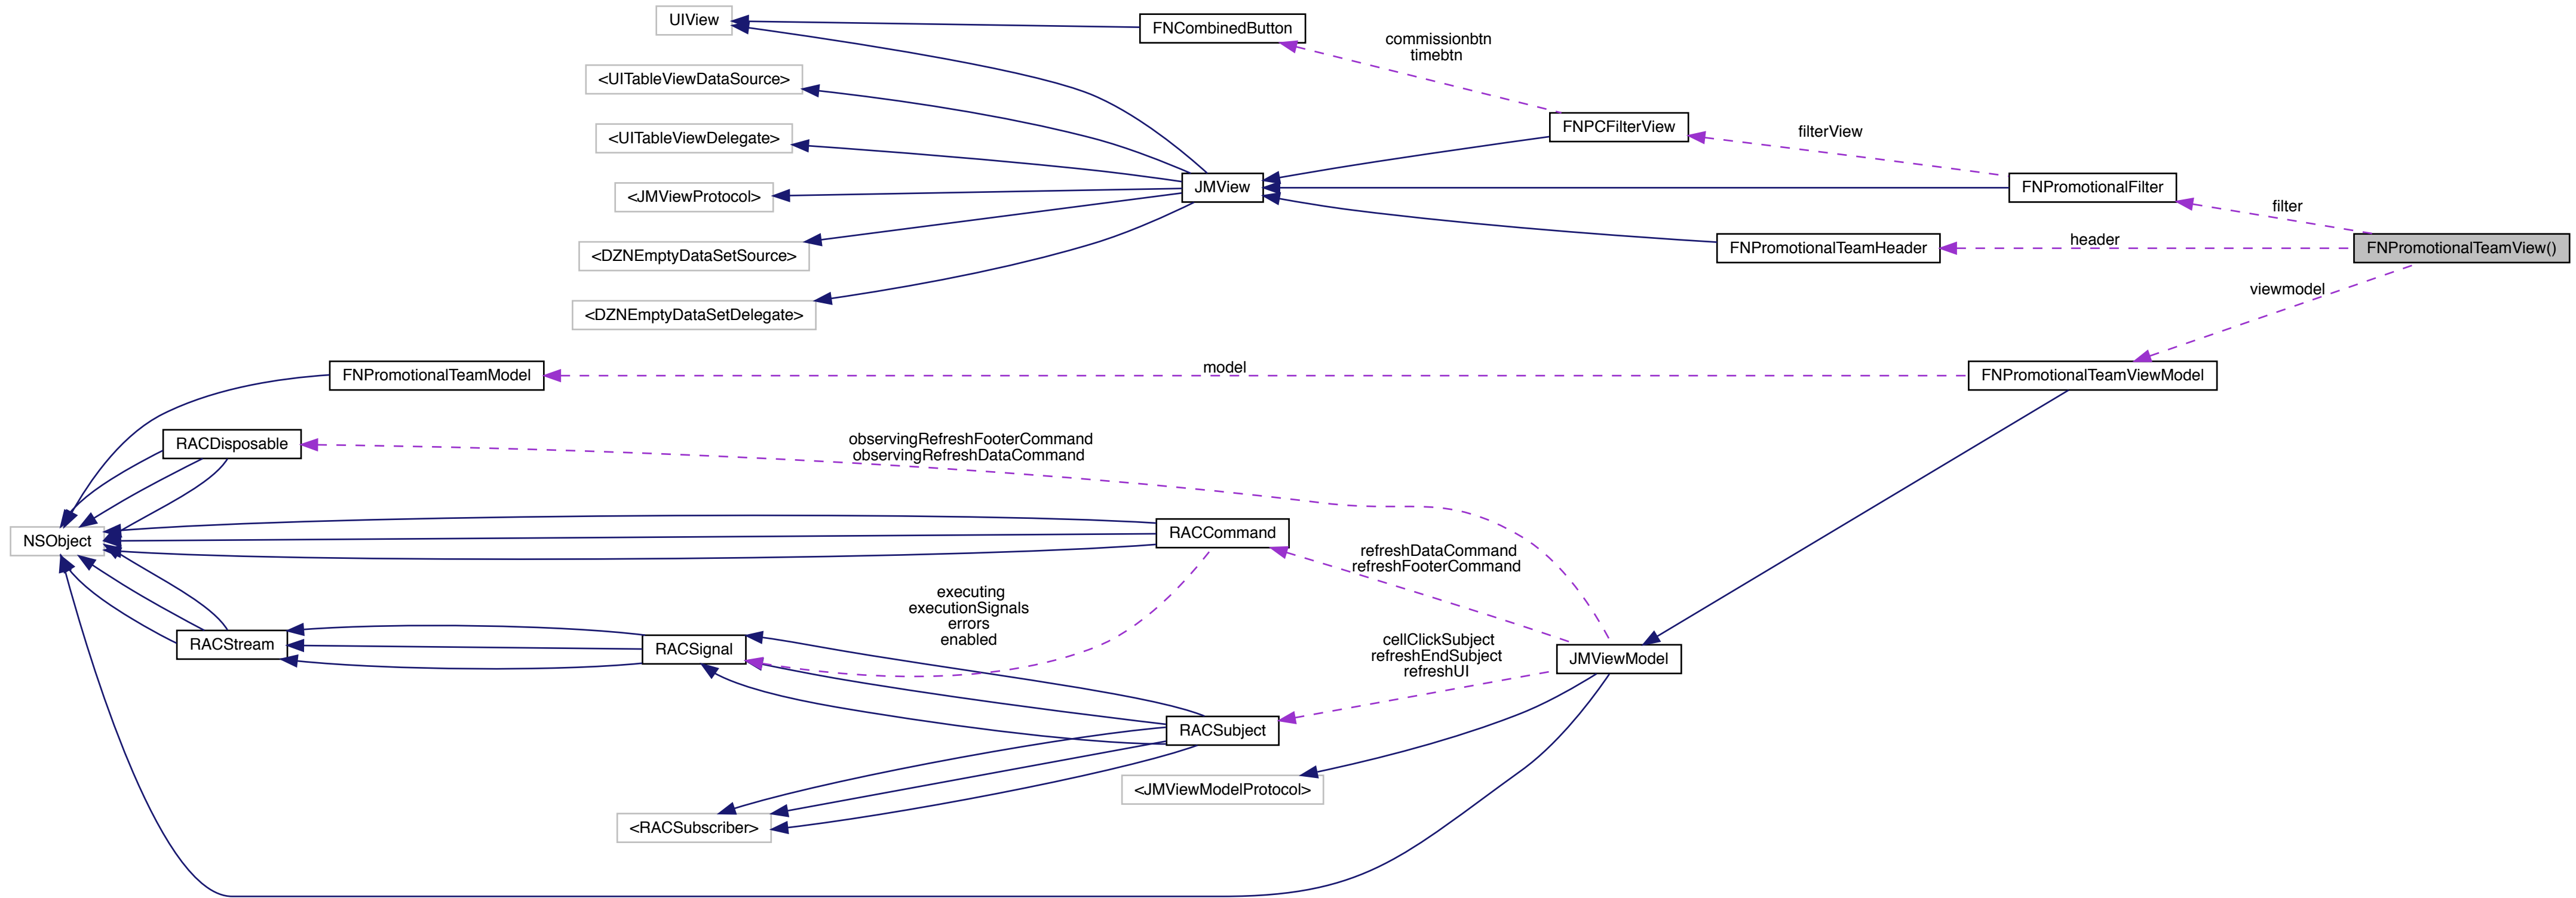 UIView
FNCombinedButton
commissionbtn
timebtn
<UITableViewDataSource>
FNPCFilterView
filterView
<UITableViewDelegate>
JMView
FNPromotionalFilter
<JMViewProtocol>
filter
header
FNPromotionalTeamHeader
FNPromotionalTeamView()
<DZNEmptyDataSetSource>
viewmodel
<DZNEmptyDataSetDelegate>
FNPromotionalTeamModel
model
FNPromotionalTeamViewModel
RACDisposable
observingRefreshFooterCommand
observingRefreshDataCommand
NSObject
RACCommand
refreshDataCommand
refreshFooterCommand
executing
executionSignals
errors
enabled
RACStream
RACSignal
cellClickSubject
refreshEndSubject
refreshUI
JMViewModel
RACSubject
<JMViewModelProtocol>
<RACSubscriber>